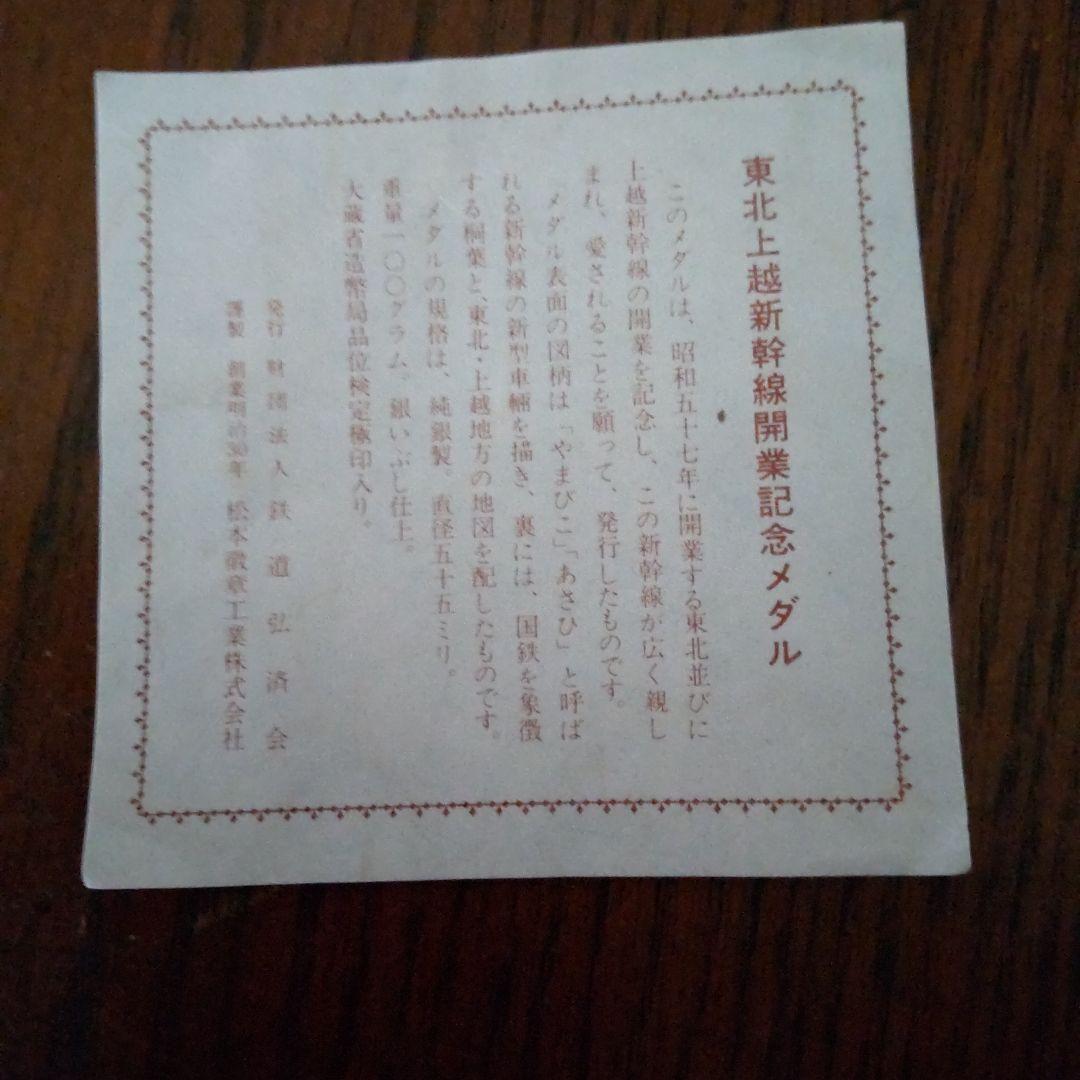 東北上越新幹線開業記念メダル
このメダルは、昭和五十七年に開業する東北並びに
上越新幹線の開業を記念し、この新幹線が広く親し
まれ、愛されることを願って、発行したものです。
メダル表面の図柄は「やまびこ」「あさひ」と呼ば
れる新幹線の新型車輛を描き、裏には、国鉄を象徴
する桐葉と、東北・上越地方の地図を配したものです。
メダルの規格は、純銀製。直径五十五ミリ。
重量一〇〇グラム、銀いぶし仕上。
大蔵省造幣局品位検定極印入り。
発行 財団法人鉄道弘済会
謹製 創業明治30年 松本徽章工業株式会社